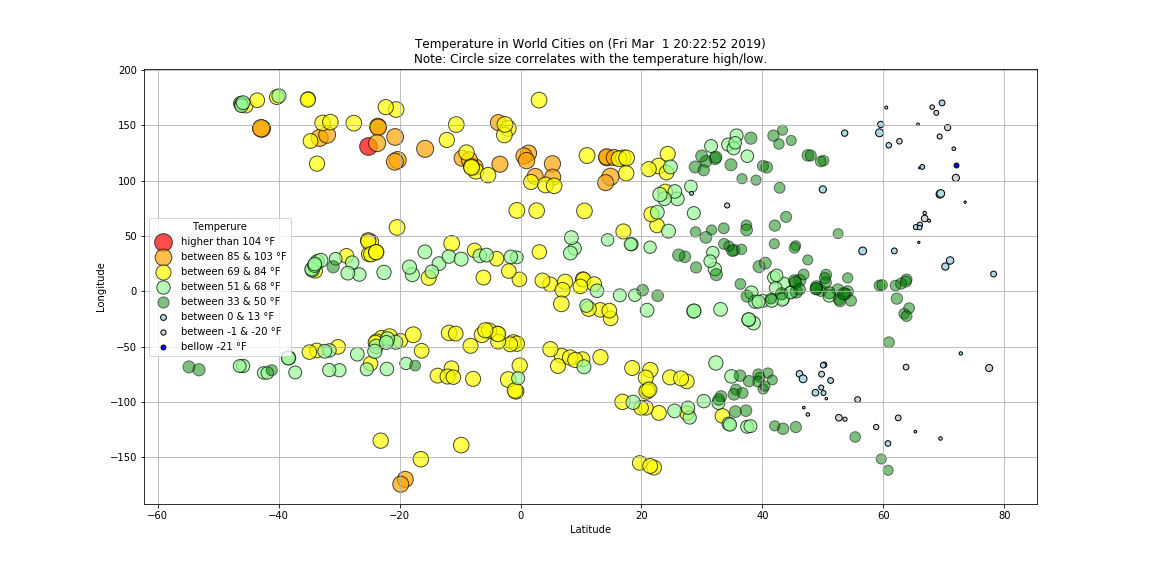 Temperature in World Cities on (Fri Mar  1 20:22:52 2019)
Note: Circle size correlates with the temperature high/low.
200
150
100
50
0
−50
−100
−150
Longitude
Temperure
higher than 104 °F
between 85 & 103 °F
between 69 & 84 °F
between 51 & 68 °F
between 33 & 50 °F
between 0 & 13 °F
between -1 & -20 °F
bellow -21 °F
−60 −40 −20 0 20 40 60 80
Latitude